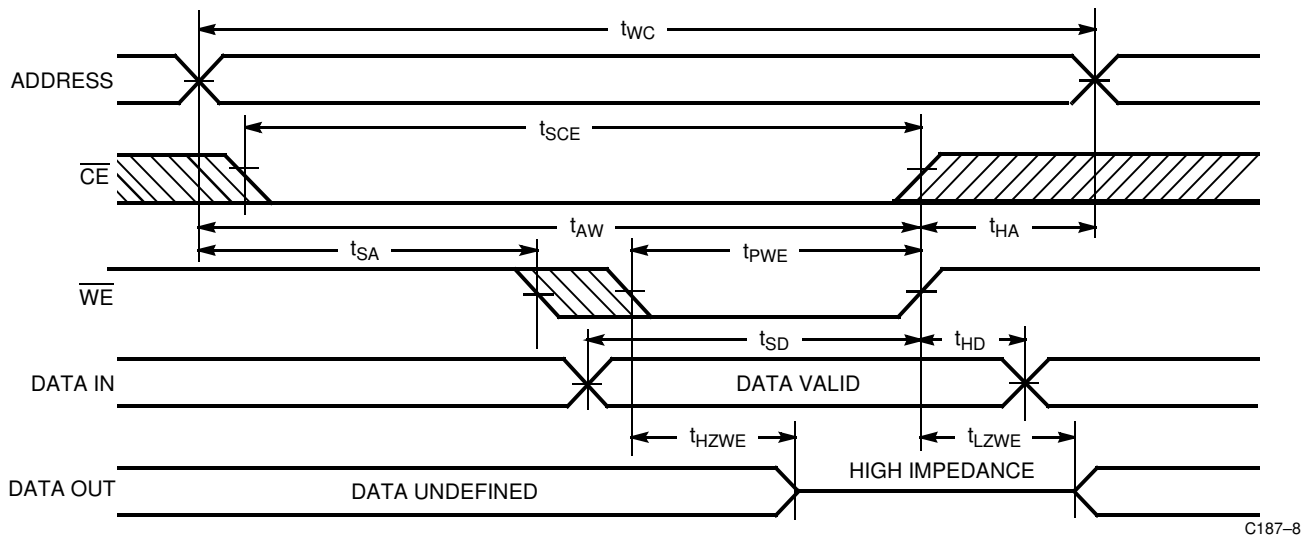 tWC
ADDRESS
tSCE
CE
tAW
tHA
tSA
tPWE
WE
tSD
tHD
DATA IN
DATA VALID
tHZWE
tLZWE
HIGH IMPEDANCE
DATA OUT
DATA UNDEFINED
C187–8